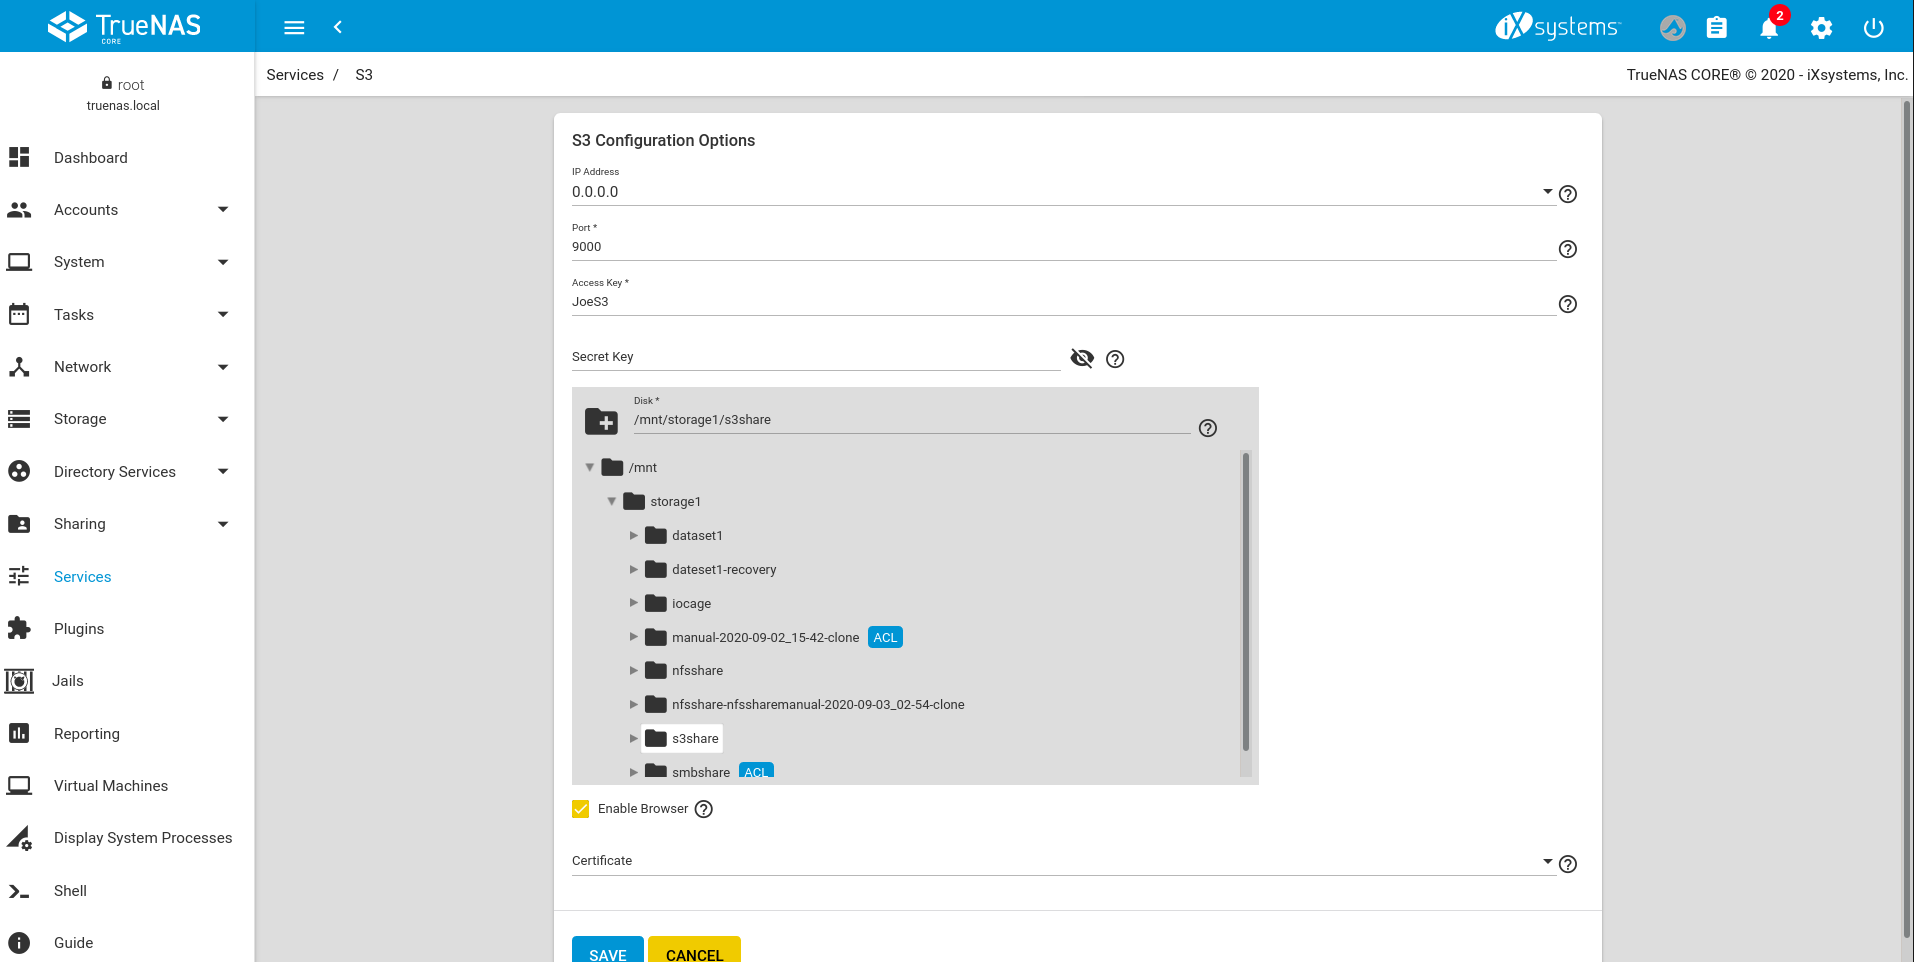 TrueNAS
CORE
iXsystems
2
root
truenas.local
Dashboard
Accounts
System
Tasks
Network
Storage
Directory Services
Sharing
Services
Plugins
Jails
Reporting
Virtual Machines
Display System Processes
Shell
Guide
Services / S3
TrueNAS CORE® © 2020 - iXsystems, Inc.
S3 Configuration Options
IP Address
0.0.0.0
Port *
9000
Access Key *
JoeS3
Secret Key
Disk *
/mnt/storage1/s3share
/mnt
storage1
dataset1
dateset1-recovery
iocage
manual-2020-09-02_15-42-clone ACL
nfsshare
nfsshare-nfssharemanual-2020-09-03_02-54-clone
s3share
smbshare ACL
Enable Browser
Certificate
SAVE CANCEL